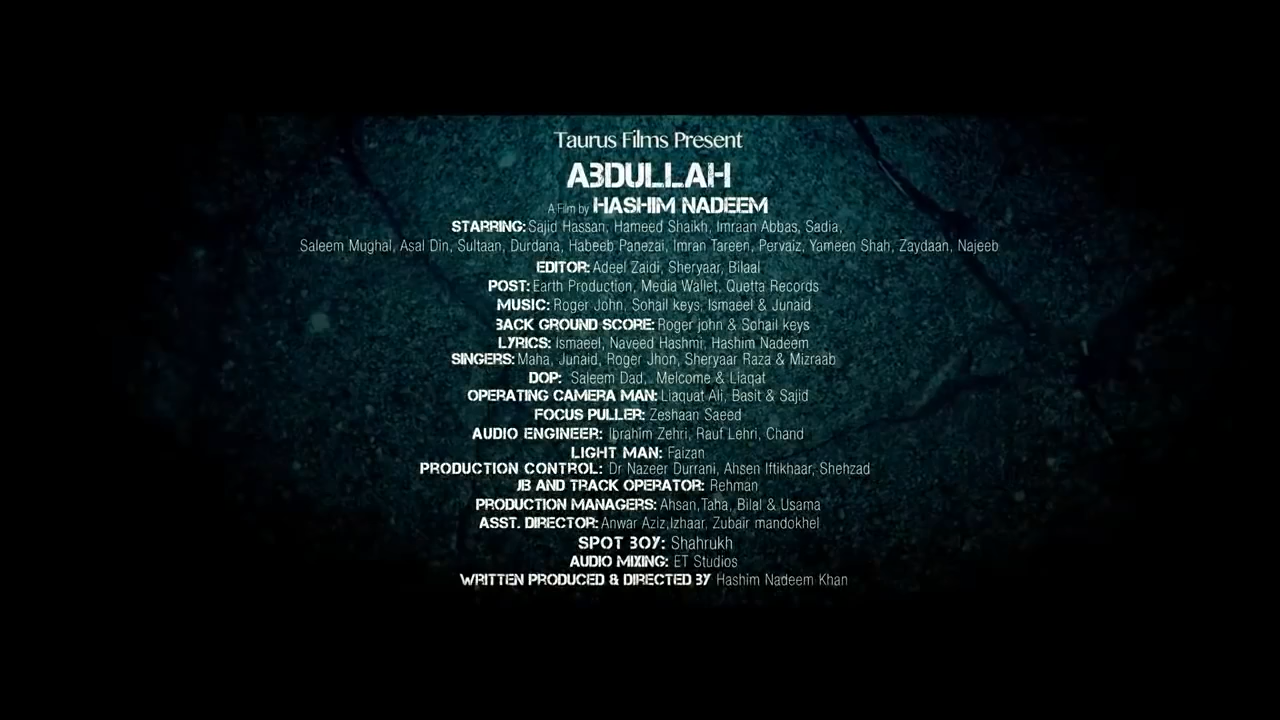 Taurus Films Present
ABDULLAH
A Film by HASHIM NADEEM
STARRING: Sajid Hassan, Hameed Shaikh, Imraan Abbas, Sadia,
Saleem Mughal, Asal Din, Sultaan, Durdana, Habeeb Panezai, Imran Tareen, Pervaiz, Yameen Shah, Zaydaan, Najeeb
EDITOR: Adeel Zaidi, Sheryaar, Bilaal
POST: Earth Production, Media Wallet, Quetta Records
MUSIC: Roger John, Sohail keys, Ismaeel & Junaid
BACK GROUND SCORE: Roger john & Sohail keys
LYRICS: Ismaeel, Naveed Hashmi, Hashim Nadeem
SINGERS: Maha, Junaid, Roger Jhon, Sheryaar Raza & Mizraab
DOP: Saleem Dad, Melcome & Liaqat
OPERATING CAMERA MAN: Liaquat Ali, Basit & Sajid
FOCUS PULLER: Zeshaan Saeed
AUDIO ENGINEER: Ibrahim Zehri, Rauf Lehri, Chand
LIGHT MAN: Faizan
PRODUCTION CONTROL: Dr Nazeer Durrani, Ahsen Iftikhaar, Shehzad
JB AND TRACK OPERATOR: Rehman
PRODUCTION MANAGERS: Ahsan,Taha, Bilal & Usama
ASST. DIRECTOR: Anwar Aziz,Izhaar, Zubair mandokhel
SPOT BOY: Shahrukh
AUDIO MIXING: ET Studios
WRITTEN PRODUCED & DIRECTED BY Hashim Nadeem Khan